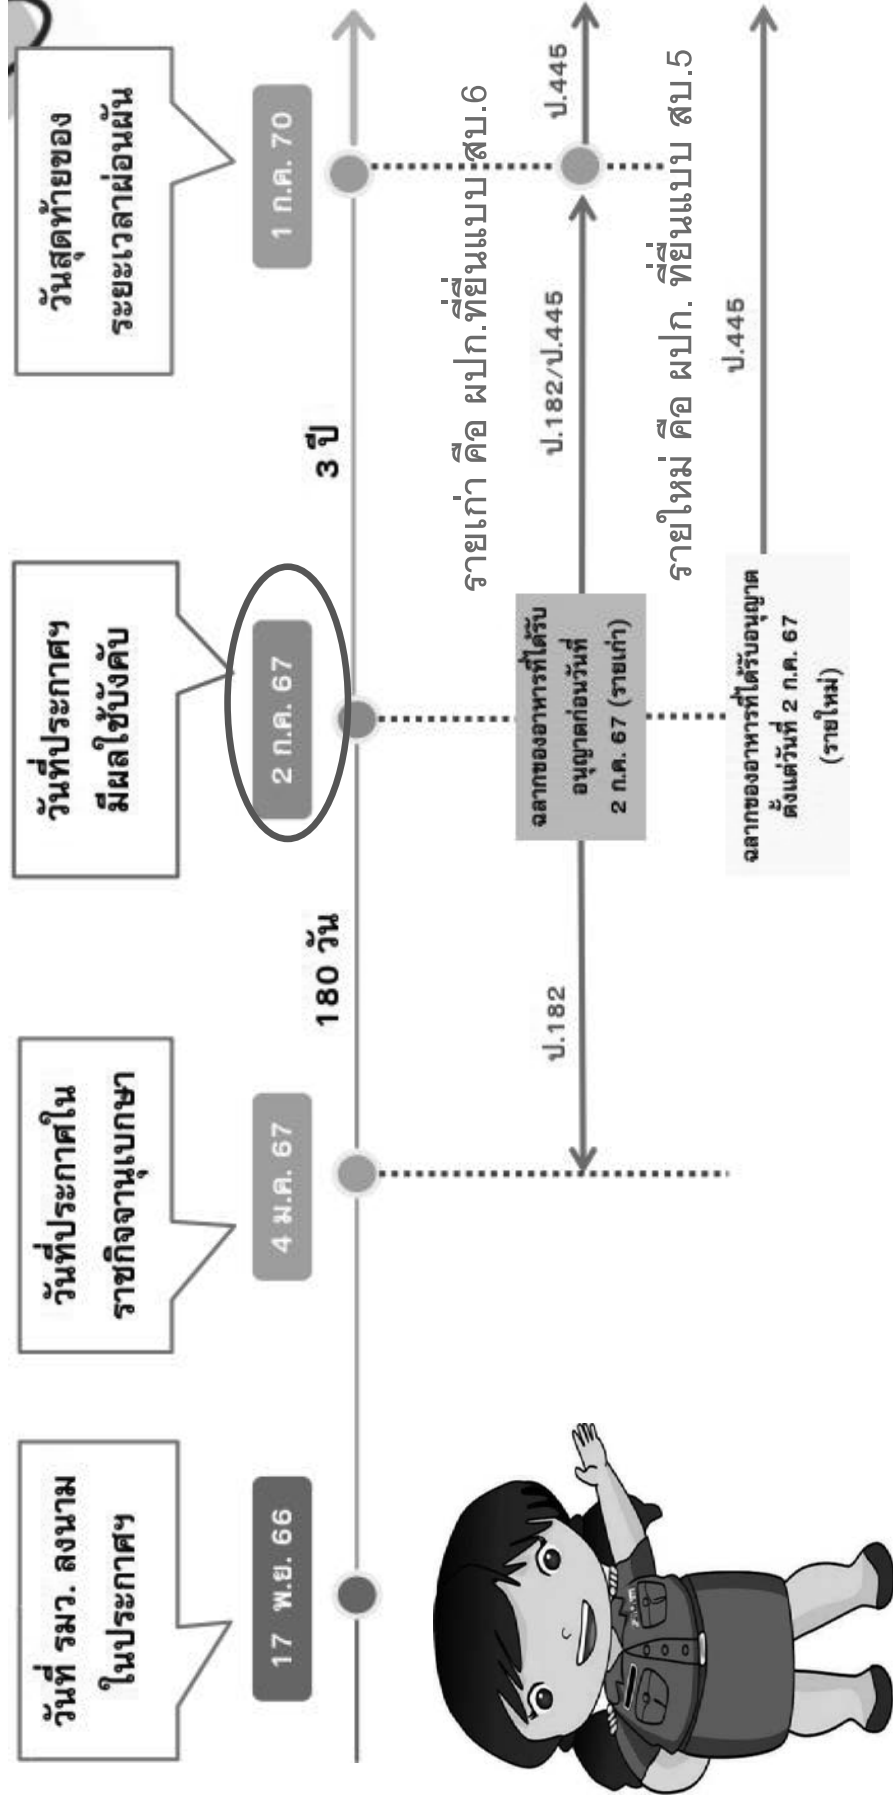 วันที่ รมว. ลงนาม
ในประกาศฯ
วันที่ประกาศใน
ราชกิจจานุเบกษา
วันที่ประกาศฯ
มีผลใช้บังคับ
วันสุดท้ายของ
ระยะเวลาผ่อนผัน
17 พ.ย. 66
4 ม.ค. 67
2 ก.ค. 67
1 ก.ค. 70
180 วัน
3 ปี
รายเก่า คือ ผปก.ที่ยื่นแบบ สบ.6
ป.182
ฉลากของอาหารที่ได้รับ
อนุญาตก่อนวันที่
2 ก.ค. 67 (รายเก่า)
ป.182/ป.445
ป.445
รายใหม่ คือ ผปก. ที่ยื่นแบบ สบ.5
ฉลากของอาหารที่ได้รับอนุญาต
ตั้งแต่วันที่ 2 ก.ค. 67
(รายใหม่)
ป.445